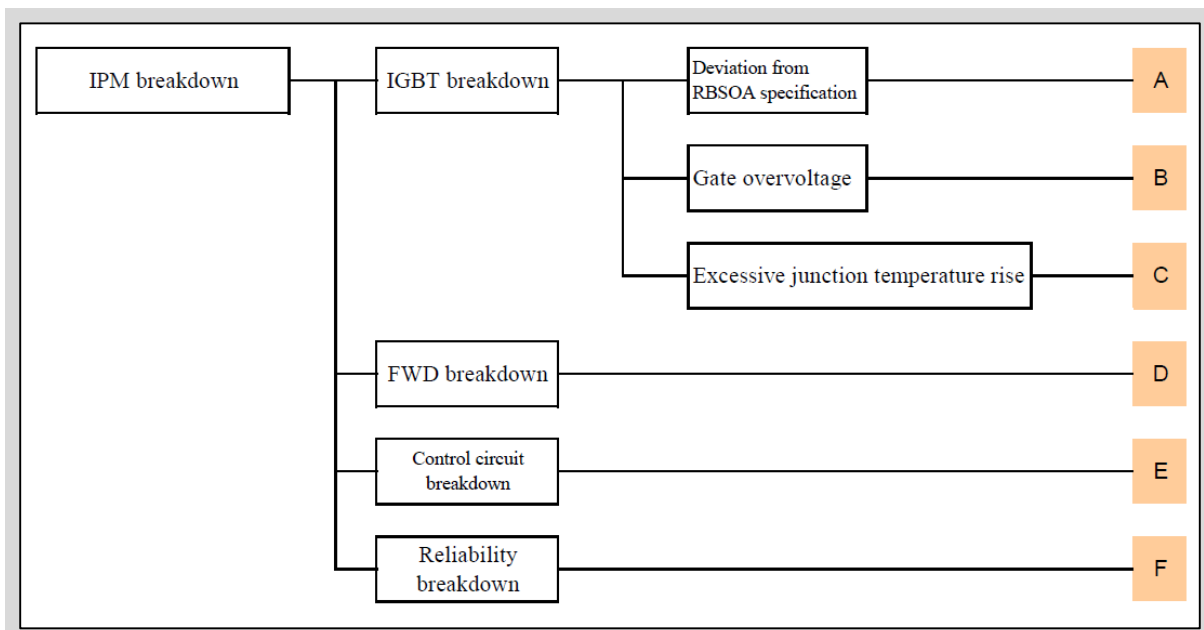 IPM breakdown
IGBT breakdown
Deviation from
RBSOA specification
A
Gate overvoltage
B
Excessive junction temperature rise
C
FWD breakdown
D
Control circuit
breakdown
E
Reliability
breakdown
F